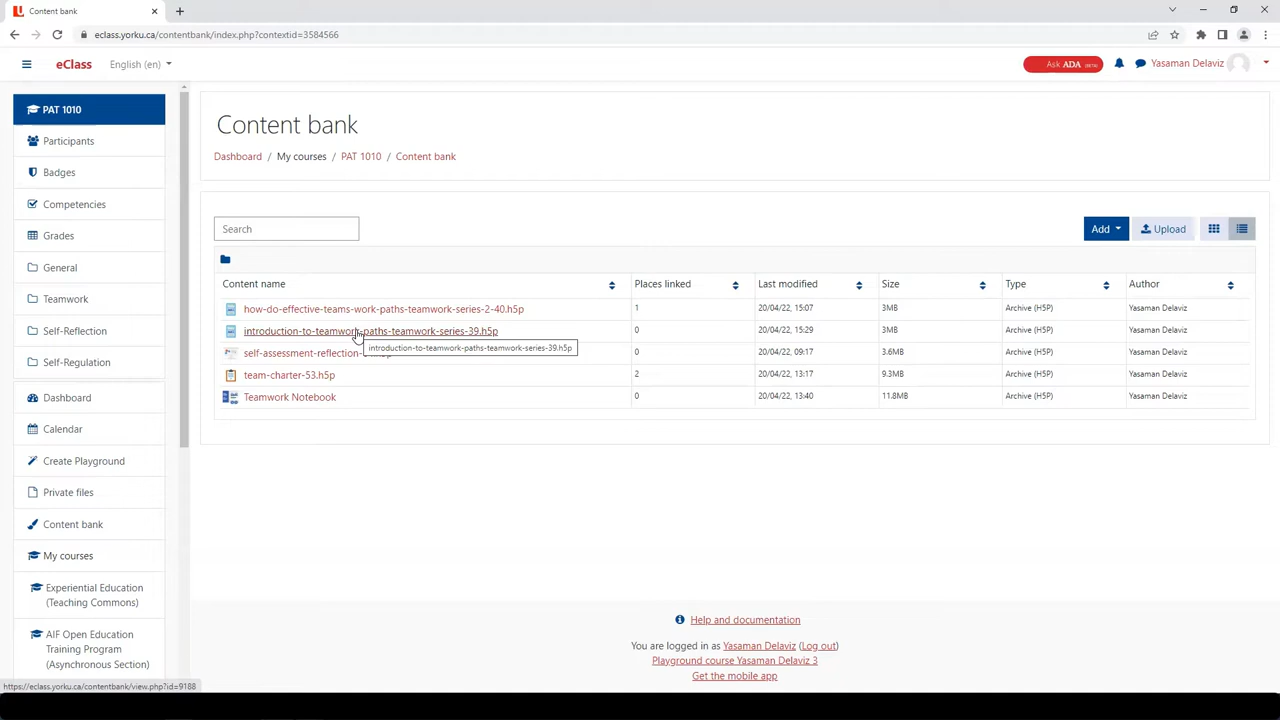 Content bank
eclass.yorku.ca/contentbank/index.php?contextid=3584566
eClass
English (en)
Ask ADA (BETA)
Yasaman Delaviz
PAT 1010
Participants
Badges
Competencies
Grades
General
Teamwork
Self-Reflection
Self-Regulation
Dashboard
Calendar
Create Playground
Private files
Content bank
My courses
Experiential Education
(Teaching Commons)
AIF Open Education
Training Program
(Asynchronous Section)
Content bank
Dashboard / My courses / PAT 1010 / Content bank
Search
Add
Upload
Content name Places linked Last modified Size Type Author
how-do-effective-teams-work-paths-teamwork-series-2-40.h5p 1 20/04/22, 15:07 3MB Archive (H5P) Yasaman Delaviz
introduction-to-teamwork-paths-teamwork-series-39.h5p 0 20/04/22, 15:29 3MB Archive (H5P) Yasaman Delaviz
introduction-to-teamwork-paths-teamwork-series-39.h5p
self-assessment-reflection- 0 20/04/22, 09:17 3.6MB Archive (H5P) Yasaman Delaviz
team-charter-53.h5p 2 20/04/22, 13:17 9.3MB Archive (H5P) Yasaman Delaviz
Teamwork Notebook 0 20/04/22, 13:40 11.8MB Archive (H5P) Yasaman Delaviz
Help and documentation
You are logged in as Yasaman Delaviz (Log out)
Playground course Yasaman Delaviz 3
Get the mobile app
https://eclass.yorku.ca/contentbank/view.php?id=9188